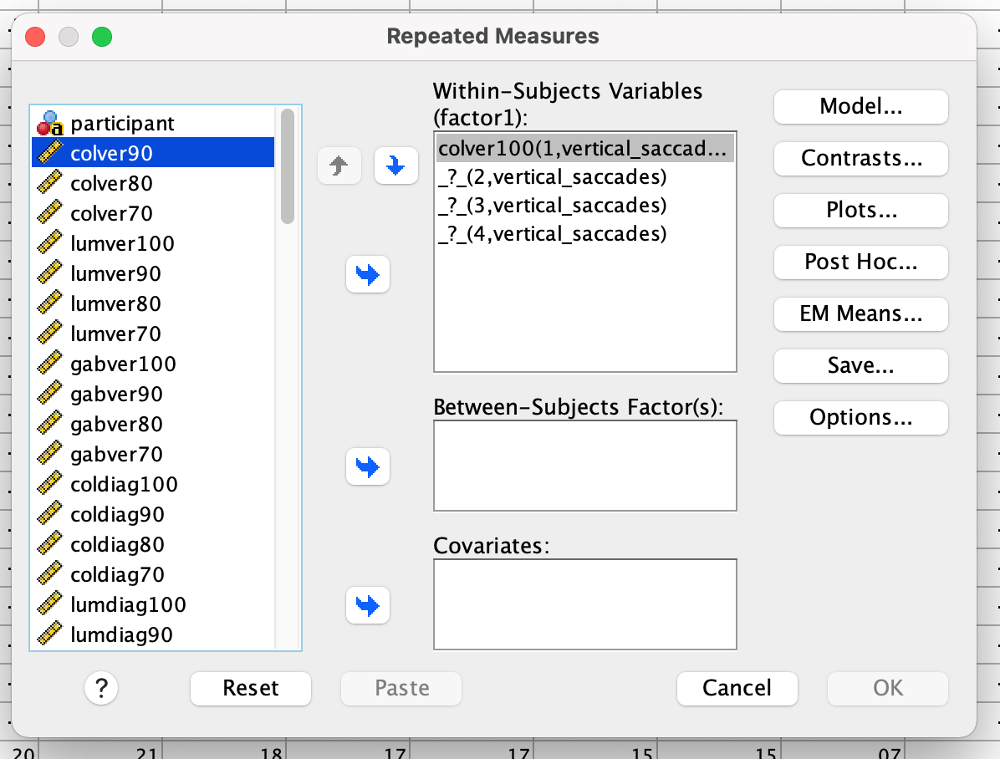 Repeated Measures
participant
colver90
colver80
colver70
lumver100
lumver90
lumver80
lumver70
gabver100
gabver90
gabver80
gabver70
coldiag100
coldiag90
coldiag80
coldiag70
lumdiag100
lumdiag90
Within-Subjects Variables
(factor1):
colver100(1,vertical_saccad...
_?_(2,vertical_saccades)
_?_(3,vertical_saccades)
_?_(4,vertical_saccades)
Between-Subjects Factor(s):
Covariates:
Model...
Contrasts...
Plots...
Post Hoc...
EM Means...
Save...
Options...
? Reset Paste Cancel OK
20 21 18 17 17 15 15 07